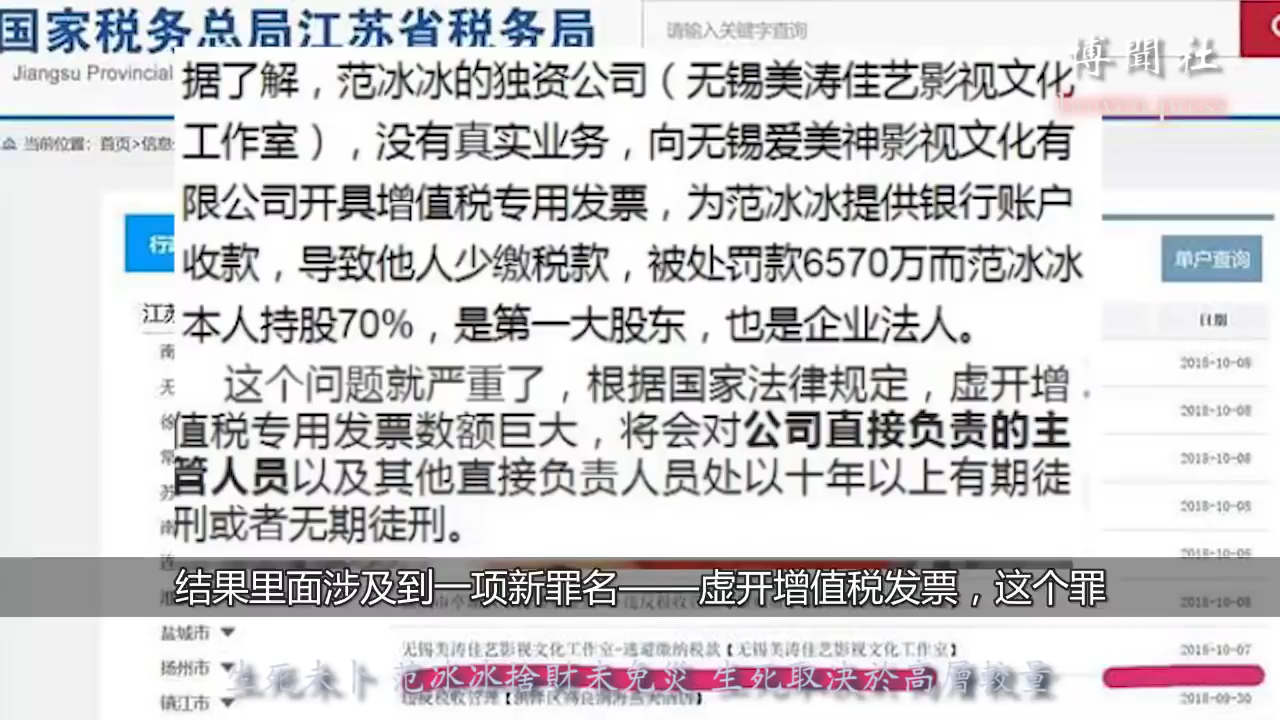 国家税务总局江苏省税务局
请输入关键字查询
Jiangsu Provincial
博聞社
当前位置：首页>信息
据了解，范冰冰的独资公司（无锡美涛佳艺影视文化
工作室），没有真实业务，向无锡爱美神影视文化有
限公司开具增值税专用发票，为范冰冰提供银行账户
收款，导致他人少缴税款，被处罚款6570万而范冰冰
本人持股70%，是第一大股东，也是企业法人。
这个问题就严重了，根据国家法律规定，虚开增
值税专用发票数额巨大，将会对公司直接负责的主
管人员以及其他直接负责人员处以十年以上有期徒
刑或者无期徒刑。
行政
单户查询
江苏
日期
南
2018-10-08
无
2018-10-08
徐
常
2018-10-08
苏
南
结果里面涉及到一项新罪名——虚开增值税发票，这个罪
2018-10-08
盐城市
无锡美涛佳艺影视文化工作室-逃避缴纳税款【无锡美涛佳艺影视文化工作室】
2018-10-07
扬州市
生死未卜 范冰冰捨財未免災 生死取決於高層較量
镇江市
2018-09-30